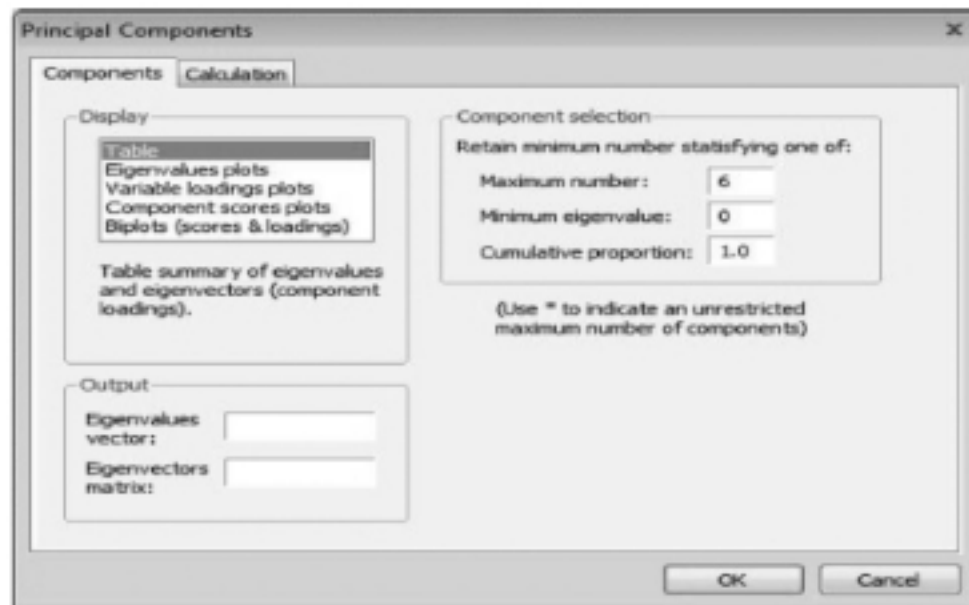 Principal Components
Components
Calculation
Display
Table
Eigenvalues plots
Variable loadings plots
Component scores plots
Biplots (scores & loadings)
Table summary of eigenvalues
and eigenvectors (component
loadings).
Output
Eigenvalues
vector:
Eigenvectors
matrix:
Component selection
Retain minimum number statisfying one of:
Maximum number: 6
Minimum eigenvalue: 0
Cumulative proportion: 1.0
(Use * to indicate an unrestricted
maximum number of components)
OK
Cancel